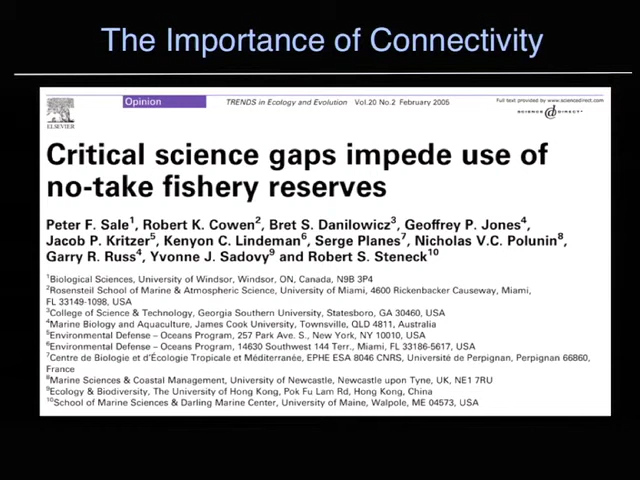 The Importance of Connectivity
Opinion
TRENDS in Ecology and Evolution Vol.20 No.2 February 2005
Full text provided by www.sciencedirect.com
SCIENCE @ DIRECT•
ELSEVIER
Critical science gaps impede use of
no-take fishery reserves
Peter F. Sale1, Robert K. Cowen2, Bret S. Danilowicz3, Geoffrey P. Jones4,
Jacob P. Kritzer5, Kenyon C. Lindeman6, Serge Planes7, Nicholas V.C. Polunin8,
Garry R. Russ4, Yvonne J. Sadovy9 and Robert S. Steneck10
1Biological Sciences, University of Windsor, Windsor, ON, Canada, N9B 3P4
2Rosensteil School of Marine & Atmospheric Science, University of Miami, 4600 Rickenbacker Causeway, Miami,
FL 33149-1098, USA
3College of Science & Technology, Georgia Southern University, Statesboro, GA 30460, USA
4Marine Biology and Aquaculture, James Cook University, Townsville, QLD 4811, Australia
5Environmental Defense – Oceans Program, 257 Park Ave. S., New York, NY 10010, USA
6Environmental Defense – Oceans Program, 14630 Southwest 144 Terr., Miami, FL 33186-5617, USA
7Centre de Biologie et d'Écologie Tropicale et Méditerranée, EPHE ESA 8046 CNRS, Université de Perpignan, Perpignan 66860,
France
8Marine Sciences & Coastal Management, University of Newcastle, Newcastle upon Tyne, UK, NE1 7RU
9Ecology & Biodiversity, The University of Hong Kong, Pok Fu Lam Rd, Hong Kong, China
10School of Marine Sciences & Darling Marine Center, University of Maine, Walpole, ME 04573, USA